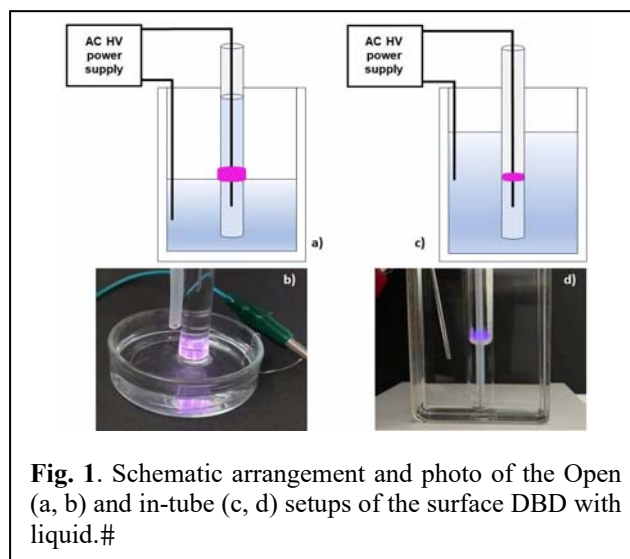 AC HV
power
supply
a)
AC HV
power
supply
c)
b)
d)
Fig. 1. Schematic arrangement and photo of the Open
(a, b) and in-tube (c, d) setups of the surface DBD with
liquid.#